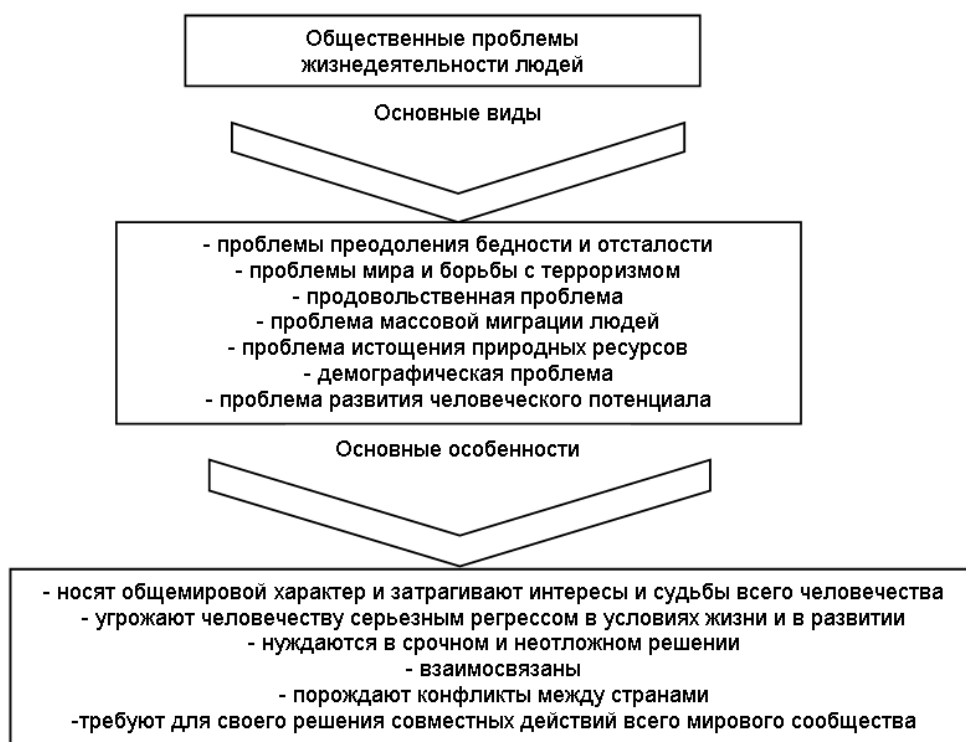 Общественные проблемы
жизнедеятельности людей
Основные виды
- проблемы преодоления бедности и отсталости
- проблемы мира и борьбы с терроризмом
- продовольственная проблема
- проблема массовой миграции людей
- проблема истощения природных ресурсов
- демографическая проблема
- проблема развития человеческого потенциала
Основные особенности
- носят общемировой характер и затрагивают интересы и судьбы всего человечества
- угрожают человечеству серьезным регрессом в условиях жизни и в развитии
- нуждаются в срочном и неотложном решении
- взаимосвязаны
- порождают конфликты между странами
-требуют для своего решения совместных действий всего мирового сообщества